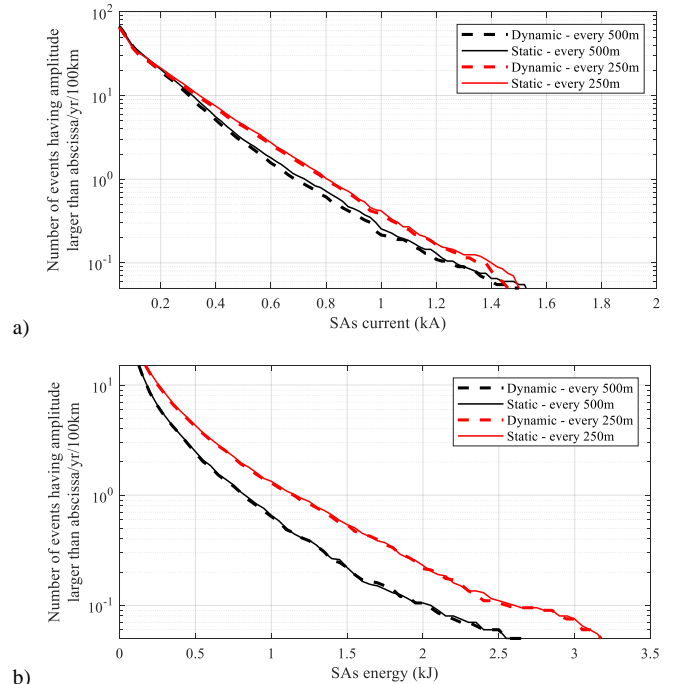 10^2
10^1
10^0
10^-1
Number of events having amplitude
larger than abscissa/yr/100km
Dynamic - every 500m
Static - every 500m
Dynamic - every 250m
Static - every 250m
0.2 0.4 0.6 0.8 1 1.2 1.4 1.6 1.8 2
SAs current (kA)
a)
10^1
10^0
10^-1
Number of events having amplitude
larger than abscissa/yr/100km
Dynamic - every 500m
Static - every 500m
Dynamic - every 250m
Static - every 250m
0 0.5 1 1.5 2 2.5 3 3.5
SAs energy (kJ)
b)